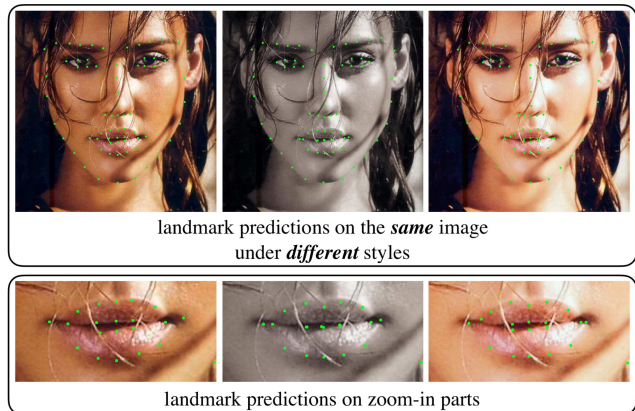 landmark predictions on the same image
under different styles
landmark predictions on zoom-in parts